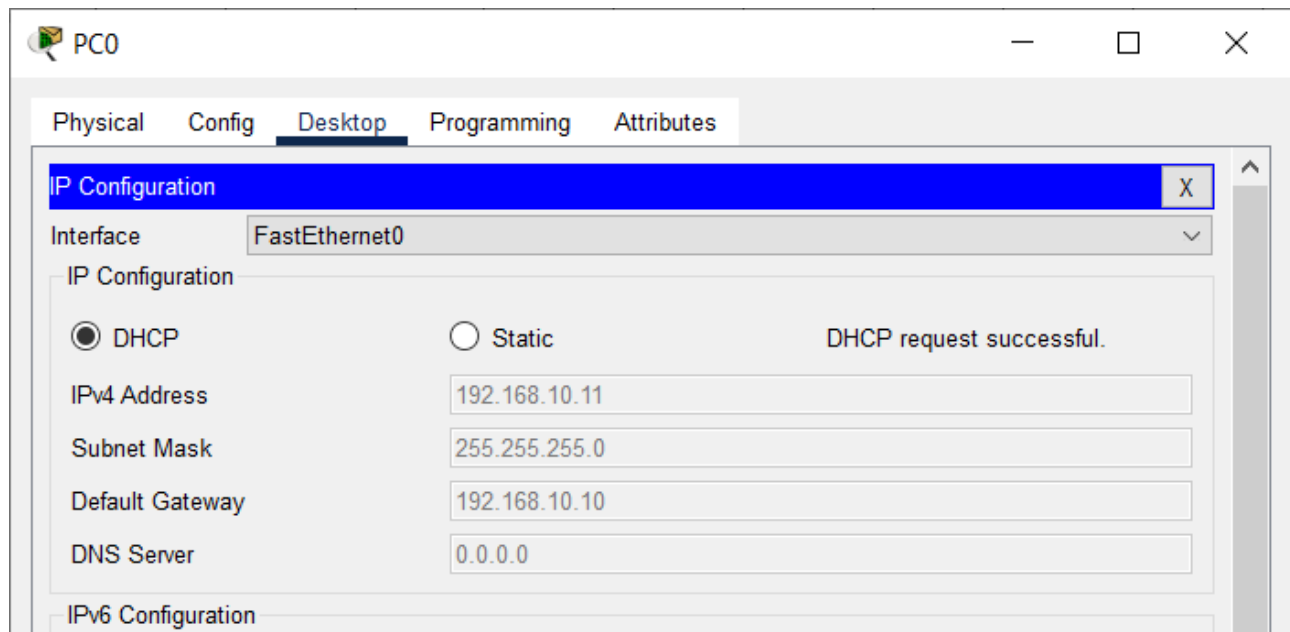 PC0
Physical Config Desktop Programming Attributes
IP Configuration X
Interface FastEthernet0
IP Configuration
DHCP Static DHCP request successful.
IPv4 Address 192.168.10.11
Subnet Mask 255.255.255.0
Default Gateway 192.168.10.10
DNS Server 0.0.0.0
IPv6 Configuration